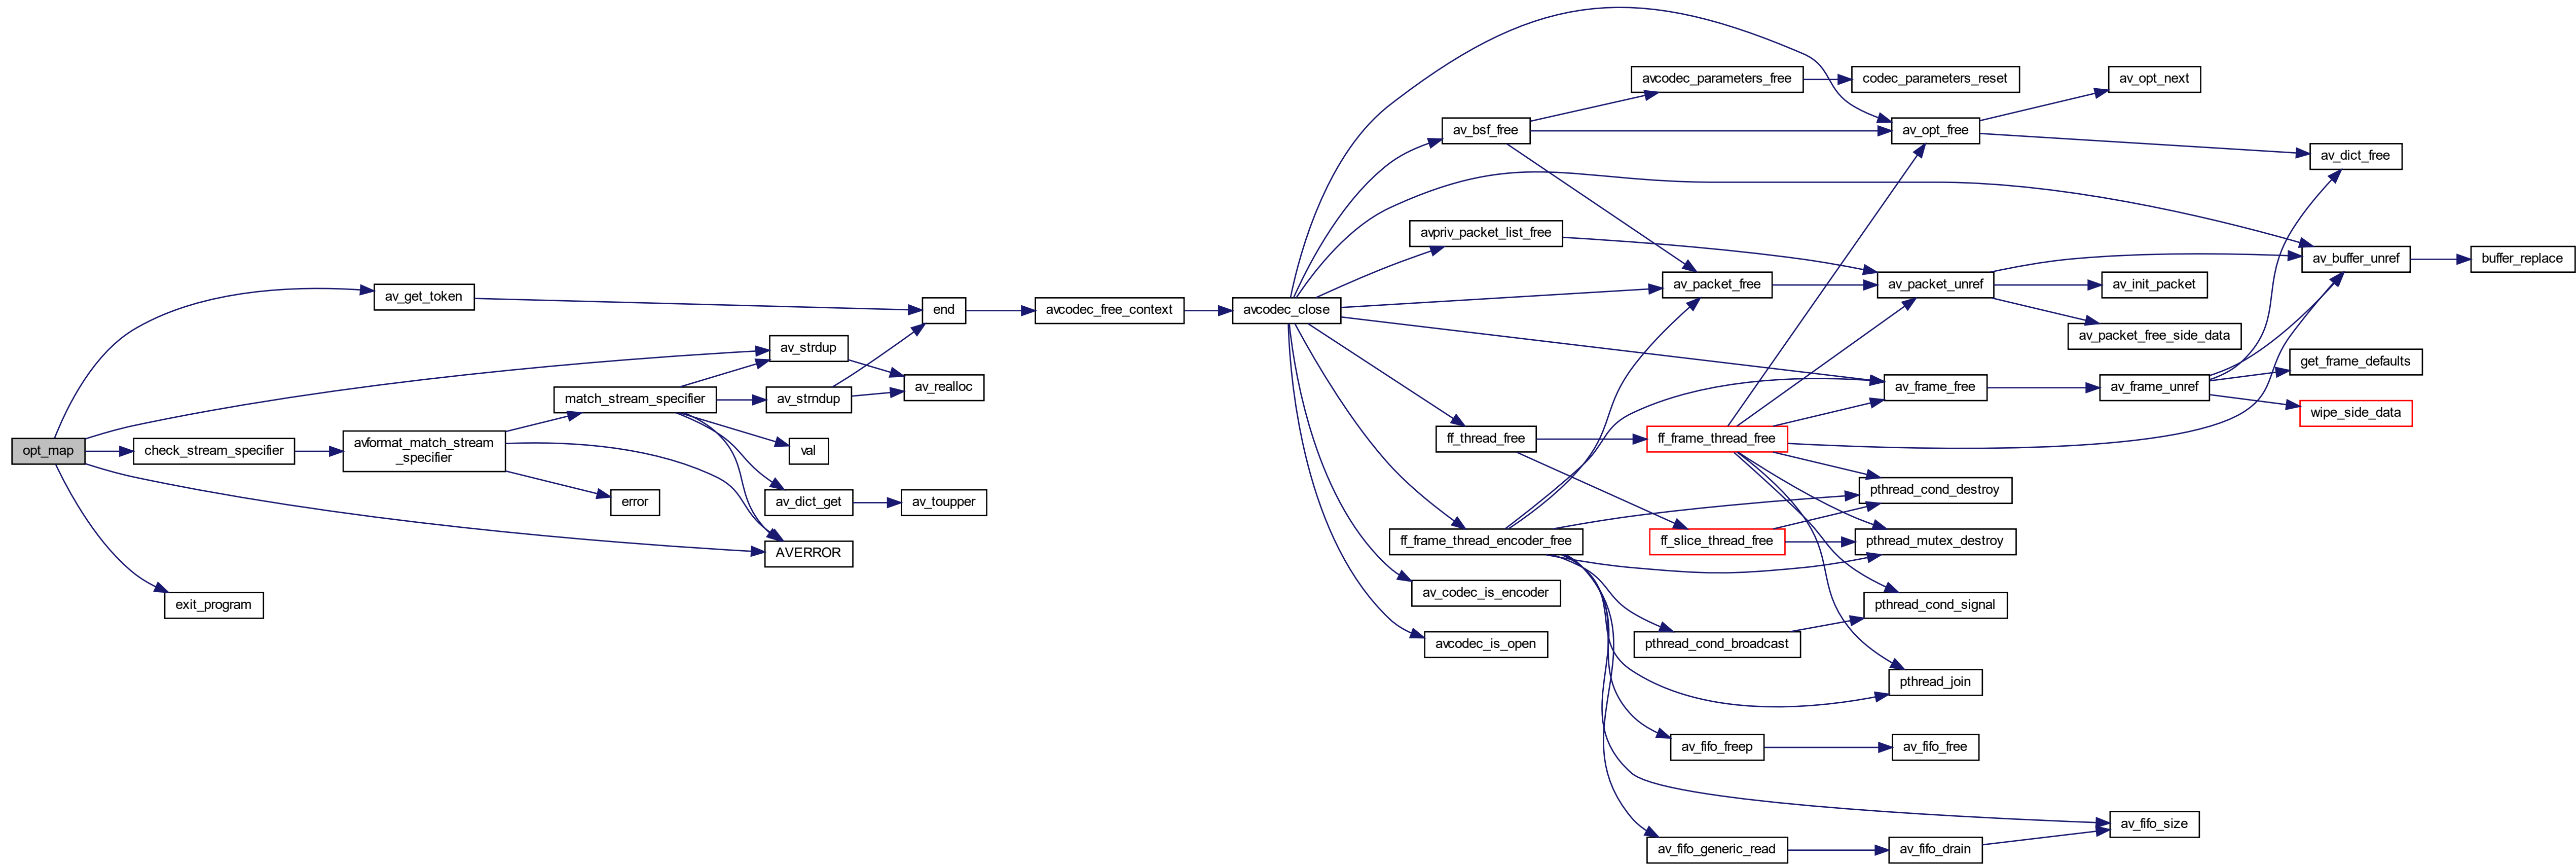 opt_map
av_get_token
check_stream_specifier
exit_program
avformat_match_stream
_specifier
match_stream_specifier
error
av_strdup
av_strndup
val
av_dict_get
AVERROR
end
av_realloc
av_toupper
avcodec_free_context
avcodec_close
av_bsf_free
avpriv_packet_list_free
ff_thread_free
ff_frame_thread_encoder_free
av_codec_is_encoder
avcodec_is_open
avcodec_parameters_free
av_packet_free
ff_frame_thread_free
ff_slice_thread_free
pthread_cond_broadcast
av_fifo_freep
av_fifo_generic_read
codec_parameters_reset
av_opt_free
av_packet_unref
av_frame_free
pthread_cond_destroy
pthread_mutex_destroy
pthread_cond_signal
pthread_join
av_fifo_free
av_fifo_drain
av_opt_next
av_init_packet
av_packet_free_side_data
av_frame_unref
av_fifo_size
av_dict_free
av_buffer_unref
get_frame_defaults
wipe_side_data
buffer_replace